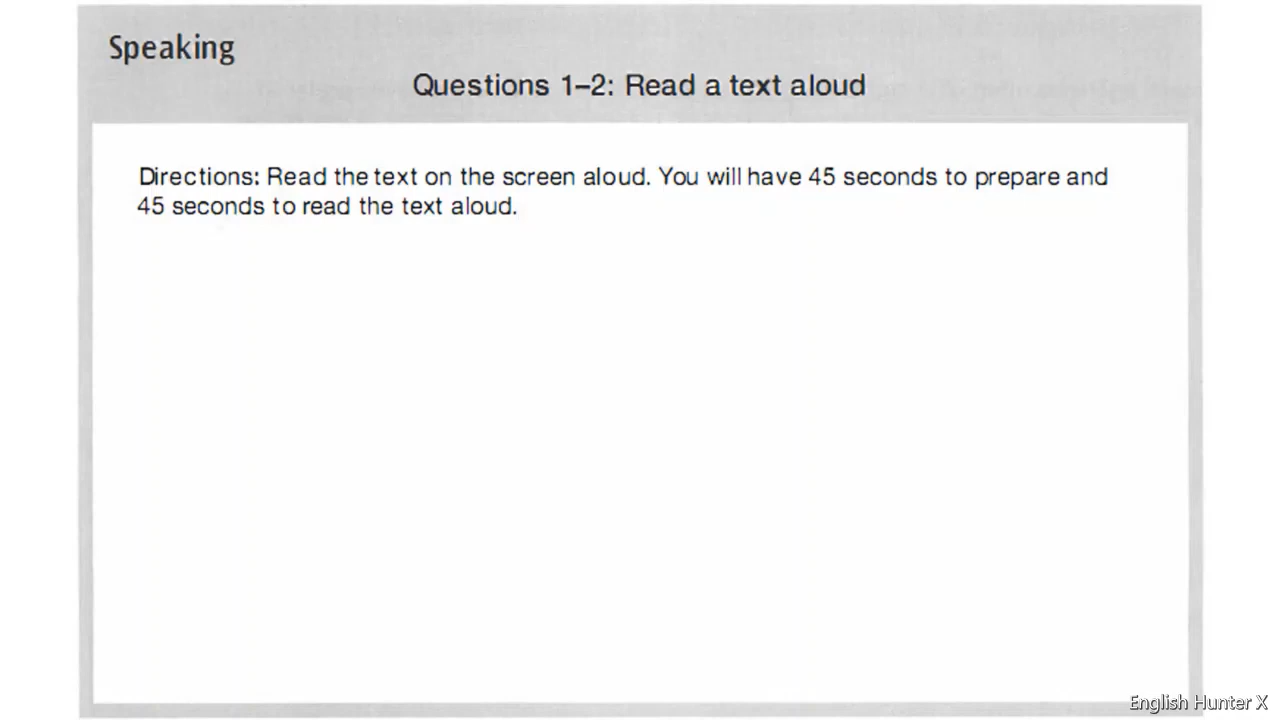 Speaking
Questions 1–2: Read a text aloud
Directions: Read the text on the screen aloud. You will have 45 seconds to prepare and
45 seconds to read the text aloud.
English Hunter X